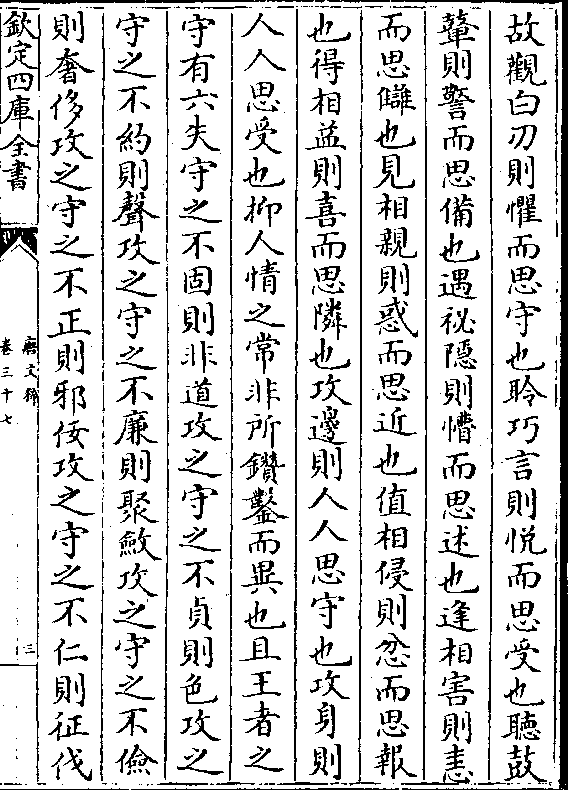 故觀白刃則懼而思守也聆巧言則悦而思受也聽鼓
鼙則警而思備也遇祕隠則慒而思述也逢相害則恚
而思讎也見相親則惑而思近也值相侵則忿而思報
也得相益則喜而思隣也攻邊則人人思守也攻身則
人人思受也抑人情之常非所鑚鑿而異也且王者之
守有六失守之不固則非道攻之守之不貞則色攻之
守之不約則聲攻之守之不廉則聚斂攻之守之不儉
則奢侈攻之守之不正則邪佞攻之守之不仁則征伐
欽定四庫全書
唐文粹
卷三十七
三